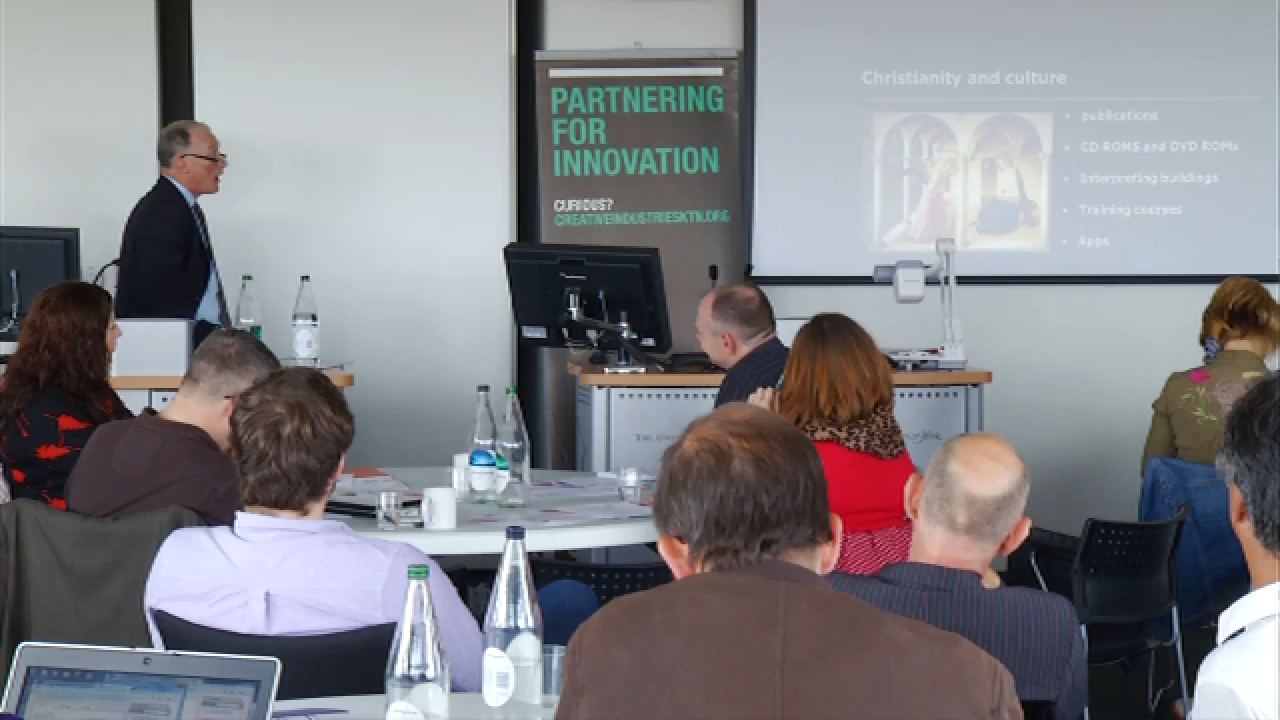 PARTNERING
FOR
INNOVATION
CURIOUS?
CREATIVEINDUSTRIESKTN.ORG
Christianity and culture
• publications
• CD ROMS and DVD ROMs
• Interpreting buildings
• Training courses
• Apps